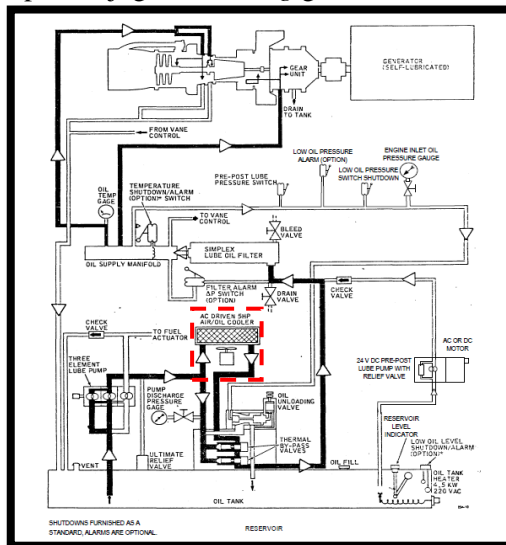 GENERATOR
(SELF-LUBRICATED)
GEAR
UNIT
DRAIN
TO TANK
FROM VANE
CONTROL
OIL
TEMP
GAGE
TEMPERATURE
SHUTDOWN/ALARM
(OPTION)* SWITCH
PRE-POST LUBE
PRESSURE SWITCH
LOW OIL PRESSURE
ALARM (OPTION)
LOW OIL PRESSURE
SWITCH SHUTDOWN
ENGINE INLET OIL
PRESSURE GAUGE
TO VANE
CONTROL
BLEED
VALVE
SIMPLEX
LUBE OIL FILTER
OIL SUPPLY MANIFOLD
FILTER ALARM
ΔP SWITCH
(OPTION)
DRAIN
VALVE
CHECK
VALVE
AC DRIVEN 5HP
AIR/OIL COOLER
CHECK
VALVE
TO FUEL
ACTUATOR
THREE
ELEMENT
LUBE PUMP
AC OR DC
MOTOR
24 V DC PRE-POST
LUBE PUMP WITH
RELIEF VALVE
PUMP
DISCHARGE
PRESSURE
GAGE
OIL
UNLOADING
VALVE
RESERVOIR
LEVEL
INDICATOR
LOW OIL LEVEL
SHUTDOWN/ALARM
(OPTION)*
THERMAL
BY-PASS
VALVES
VENT
ULTIMATE
RELIEF
VALVE
OIL FILL
OIL TANK
HEATER
4.5 KW
220 VAC
OIL TANK
SHUTDOWNS FURNISHED AS A
STANDARD, ALARMS ARE OPTIONAL.
RESERVOIR